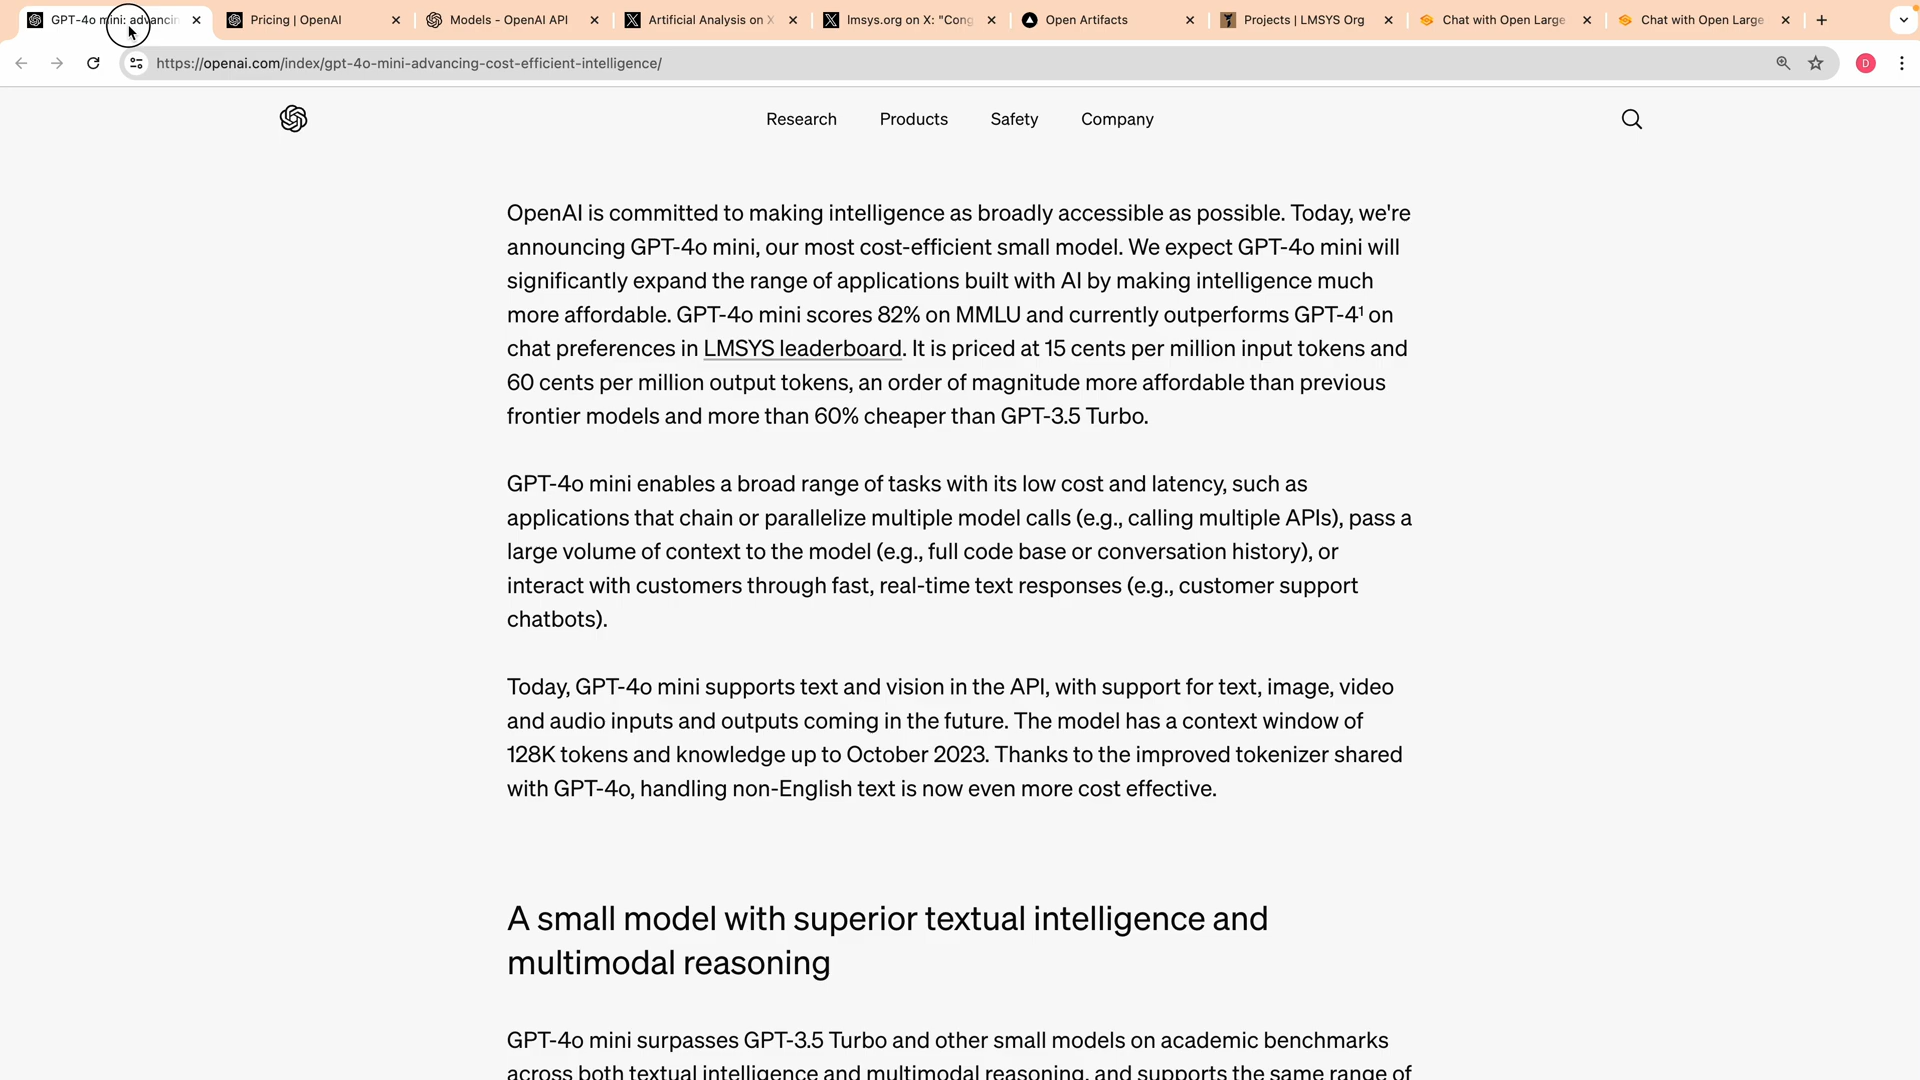 GPT-4o mini: advancin
Pricing | OpenAI
Models - OpenAI API
Artificial Analysis on X
lmsys.org on X: "Cong
Open Artifacts
Projects | LMSYS Org
Chat with Open Large
Chat with Open Large
https://openai.com/index/gpt-4o-mini-advancing-cost-efficient-intelligence/
D
Research
Products
Safety
Company
OpenAI is committed to making intelligence as broadly accessible as possible. Today, we're
announcing GPT-4o mini, our most cost-efficient small model. We expect GPT-4o mini will
significantly expand the range of applications built with AI by making intelligence much
more affordable. GPT-4o mini scores 82% on MMLU and currently outperforms GPT-4¹ on
chat preferences in LMSYS leaderboard. It is priced at 15 cents per million input tokens and
60 cents per million output tokens, an order of magnitude more affordable than previous
frontier models and more than 60% cheaper than GPT-3.5 Turbo.
GPT-4o mini enables a broad range of tasks with its low cost and latency, such as
applications that chain or parallelize multiple model calls (e.g., calling multiple APIs), pass a
large volume of context to the model (e.g., full code base or conversation history), or
interact with customers through fast, real-time text responses (e.g., customer support
chatbots).
Today, GPT-4o mini supports text and vision in the API, with support for text, image, video
and audio inputs and outputs coming in the future. The model has a context window of
128K tokens and knowledge up to October 2023. Thanks to the improved tokenizer shared
with GPT-4o, handling non-English text is now even more cost effective.
A small model with superior textual intelligence and
multimodal reasoning
GPT-4o mini surpasses GPT-3.5 Turbo and other small models on academic benchmarks
across both textual intelligence and multimodal reasoning, and supports the same range of